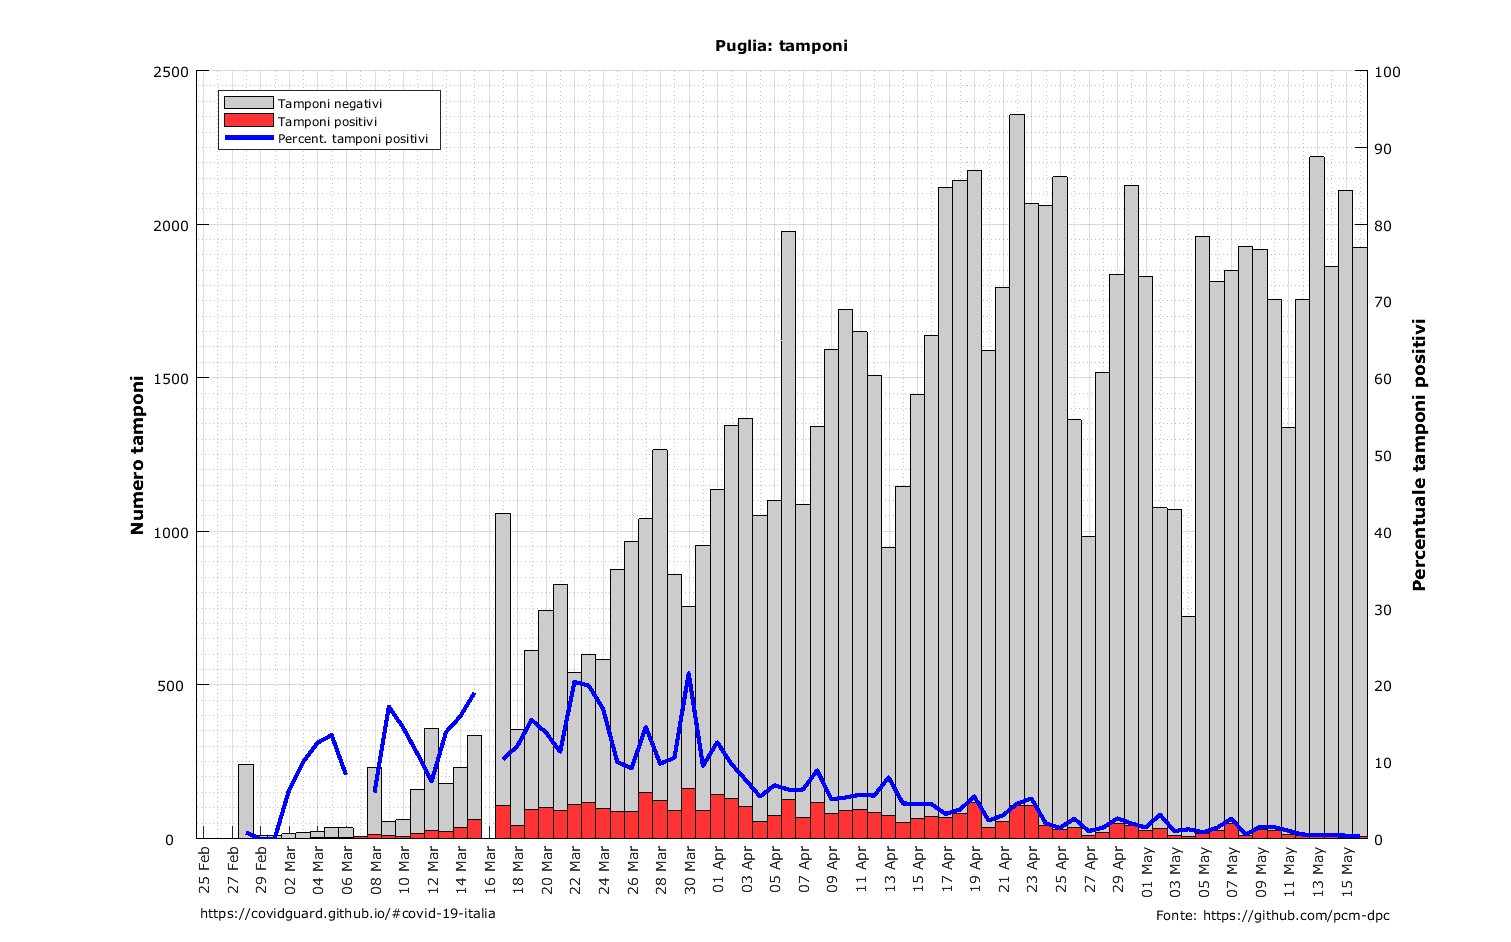 Puglia: tamponi
2500
2000
1500
1000
500
0
100
90
80
70
60
50
40
30
20
10
0
Tamponi negativi
Tamponi positivi
Percent. tamponi positivi
Numero tamponi
Percentuale tamponi positivi
25 Feb
27 Feb
29 Feb
02 Mar
04 Mar
06 Mar
08 Mar
10 Mar
12 Mar
14 Mar
16 Mar
18 Mar
20 Mar
22 Mar
24 Mar
26 Mar
28 Mar
30 Mar
01 Apr
03 Apr
05 Apr
07 Apr
09 Apr
11 Apr
13 Apr
15 Apr
17 Apr
19 Apr
21 Apr
23 Apr
25 Apr
27 Apr
29 Apr
01 May
03 May
05 May
07 May
09 May
11 May
13 May
15 May
https://covidguard.github.io/#covid-19-italia
Fonte: https://github.com/pcm-dpc